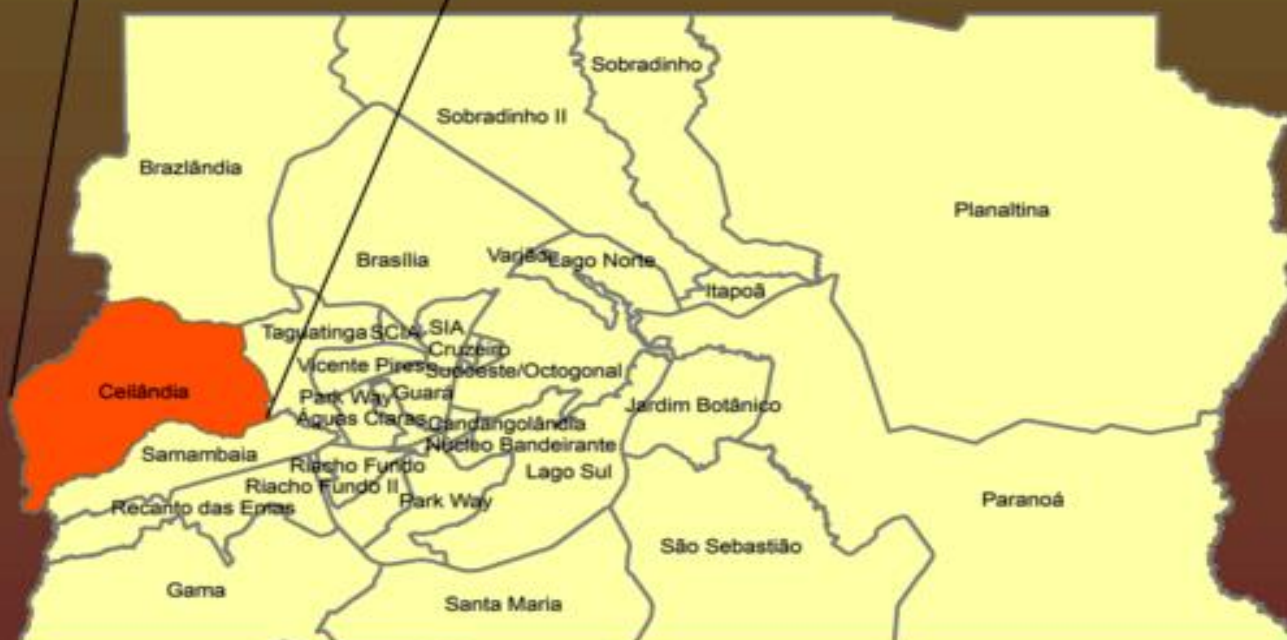 Sobradinho
Sobradinho II
Brazlândia
Planaltina
Brasília
Varjão
Lago Norte
Itapoã
Taguatinga
SCIA
SIA
Cruzeiro
Vicente Pires
Sudoeste/Octogonal
Ceilândia
Park Way
Guará
Águas Claras
Jardim Botânico
Candangolândia
Núcleo Bandeirante
Samambaia
Riacho Fundo
Lago Sul
Riacho Fundo II
Park Way
Paranoá
Recanto das Emas
São Sebastião
Gama
Santa Maria